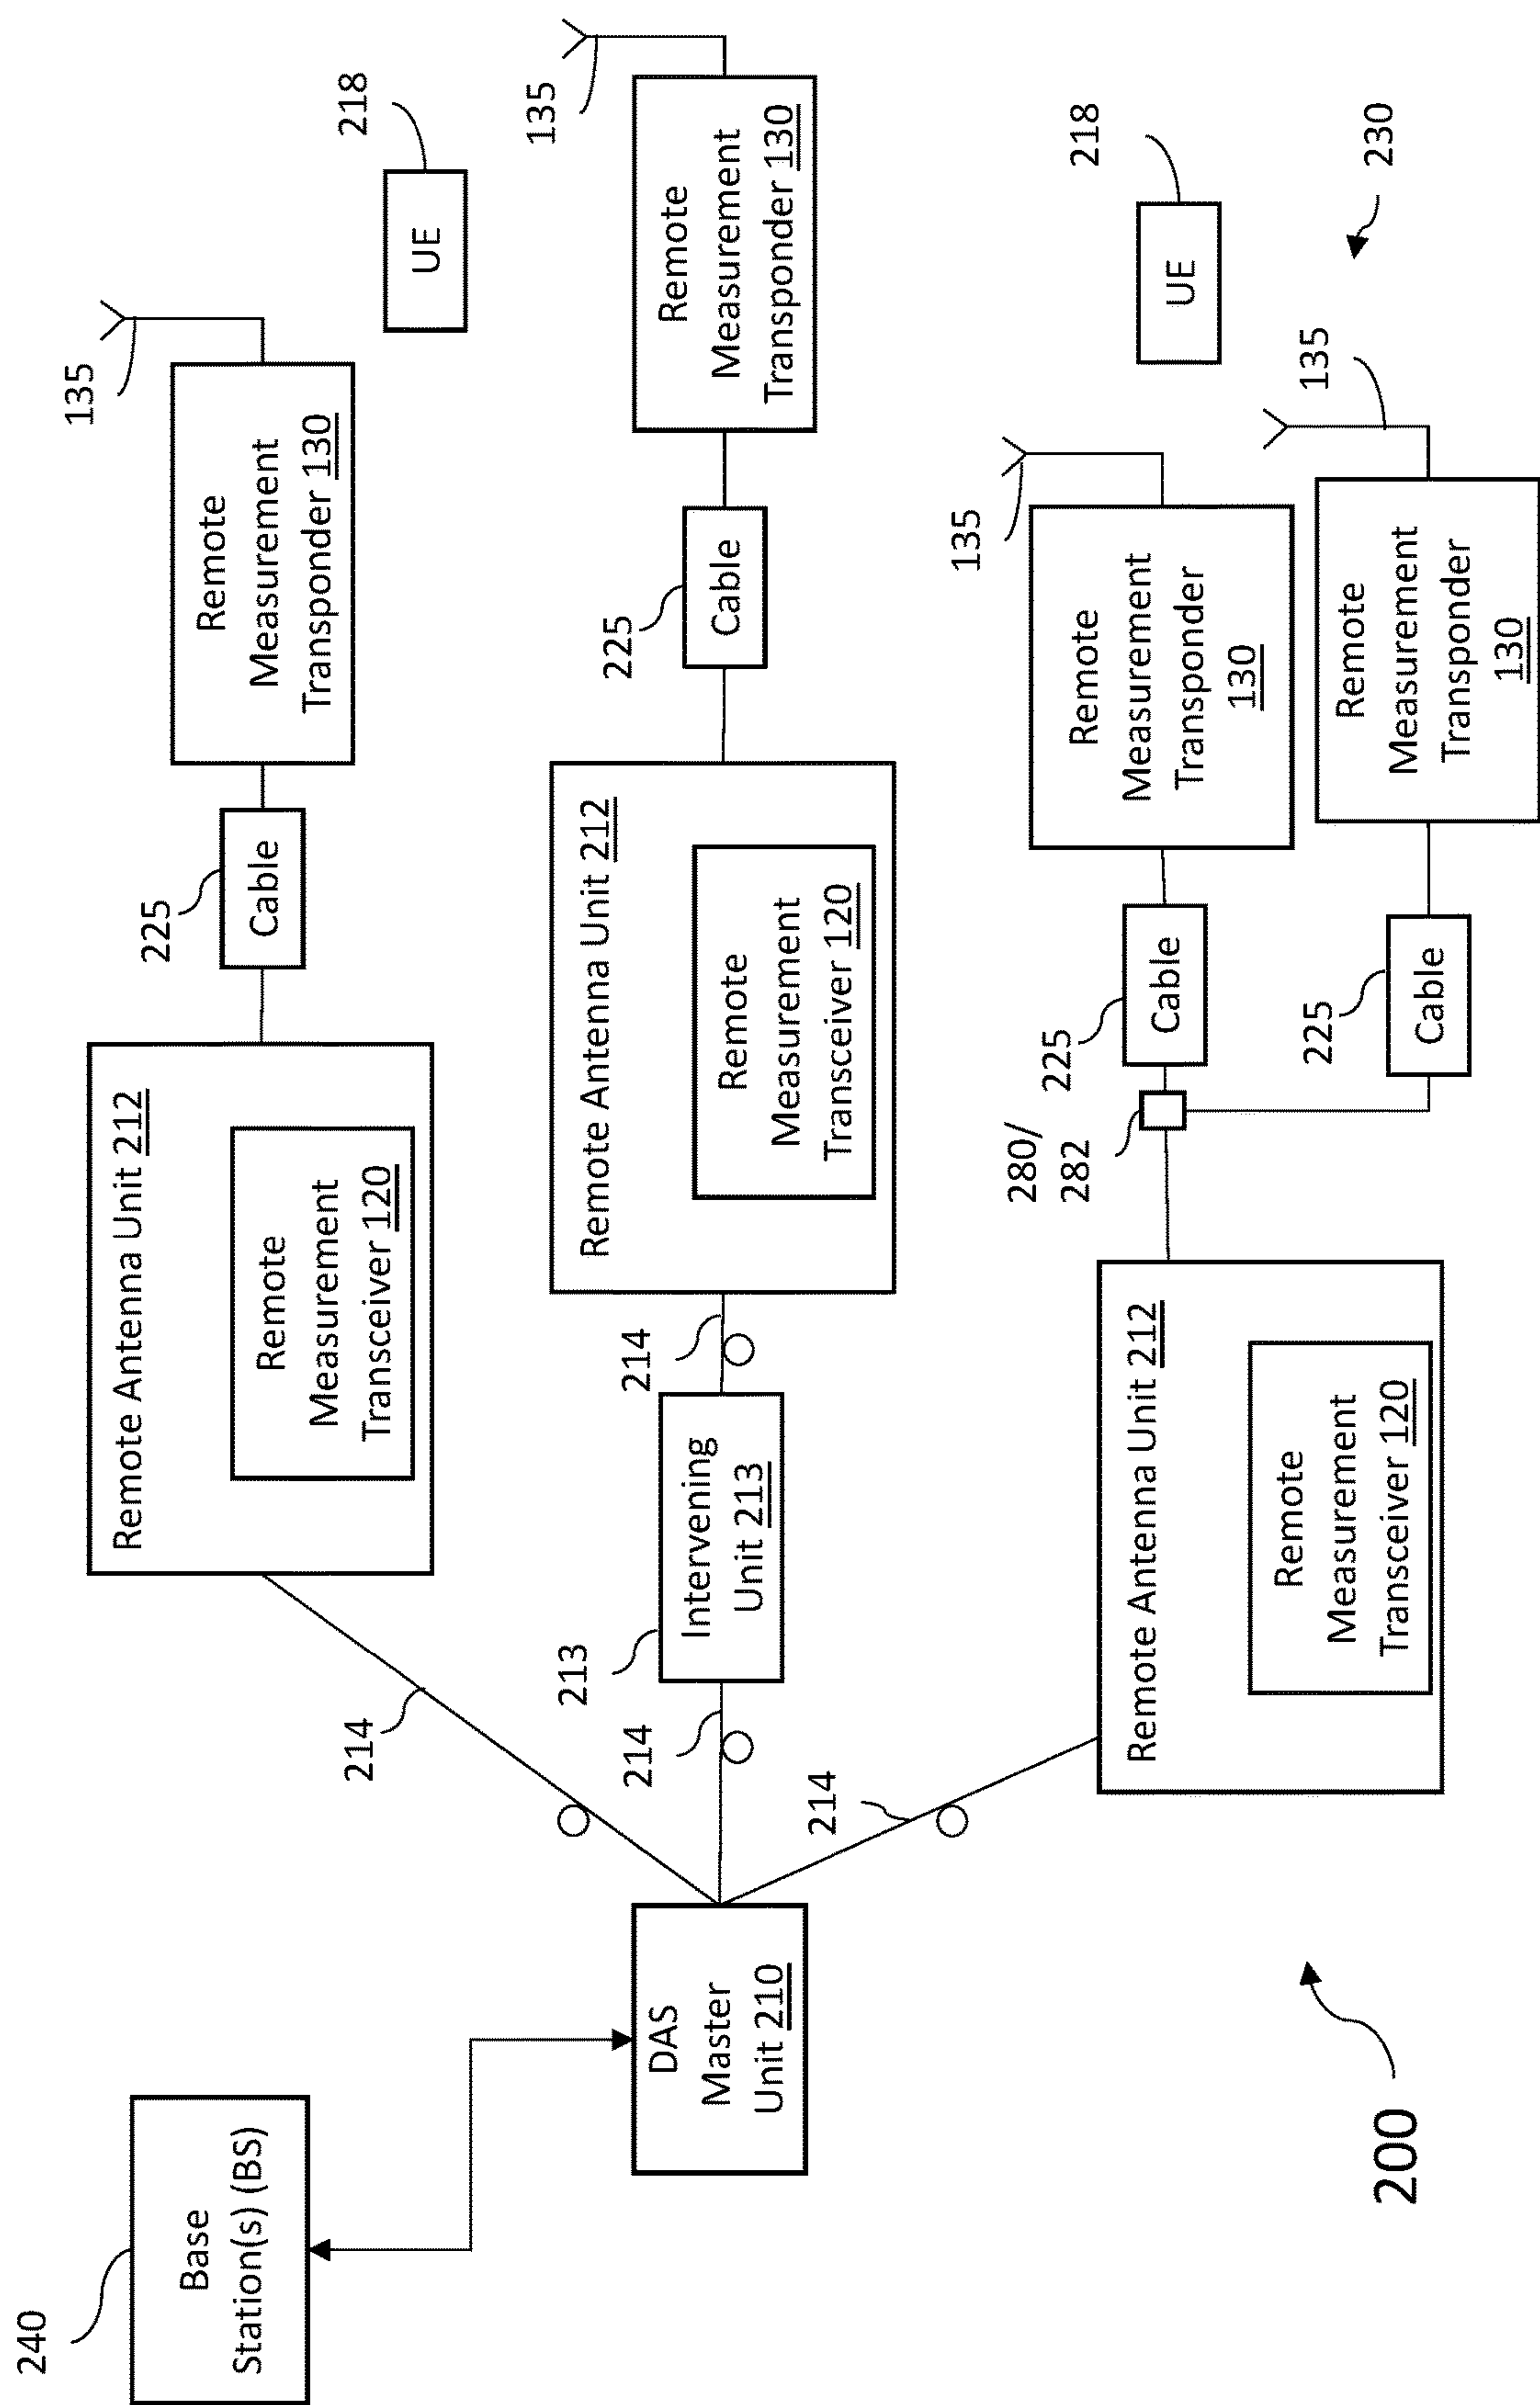 240
Base
Station(s) (BS)
DAS
Master
Unit 210
200
214
Remote Antenna Unit 212
Remote
Measurement
Transceiver 120
225
Cable
Remote
Measurement
Transponder 130
135
UE
218
214
213
Intervening
Unit 213
214
Remote Antenna Unit 212
Remote
Measurement
Transceiver 120
225
Cable
Remote
Measurement
Transponder 130
135
214
Remote Antenna Unit 212
Remote
Measurement
Transceiver 120
280/
282
225
Cable
Remote
Measurement
Transponder
130
135
UE
218
225
Cable
Remote
Measurement
Transponder
130
135
230